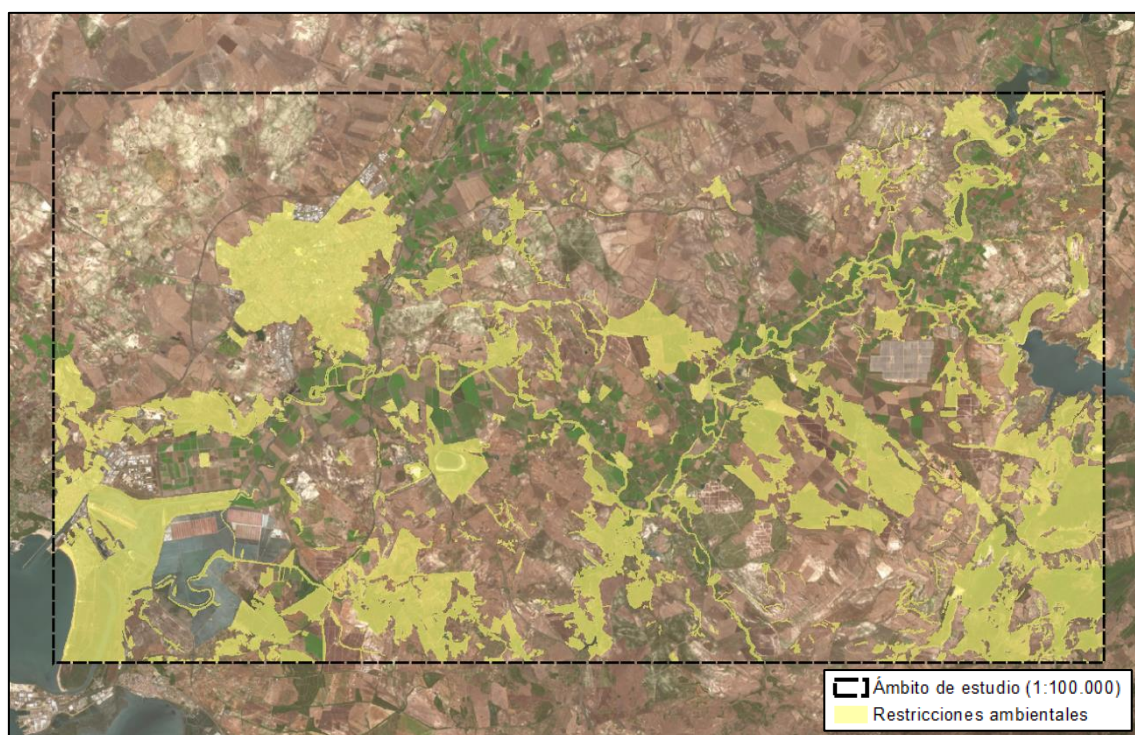 Ámbito de estudio (1:100.000)
Restricciones ambientales